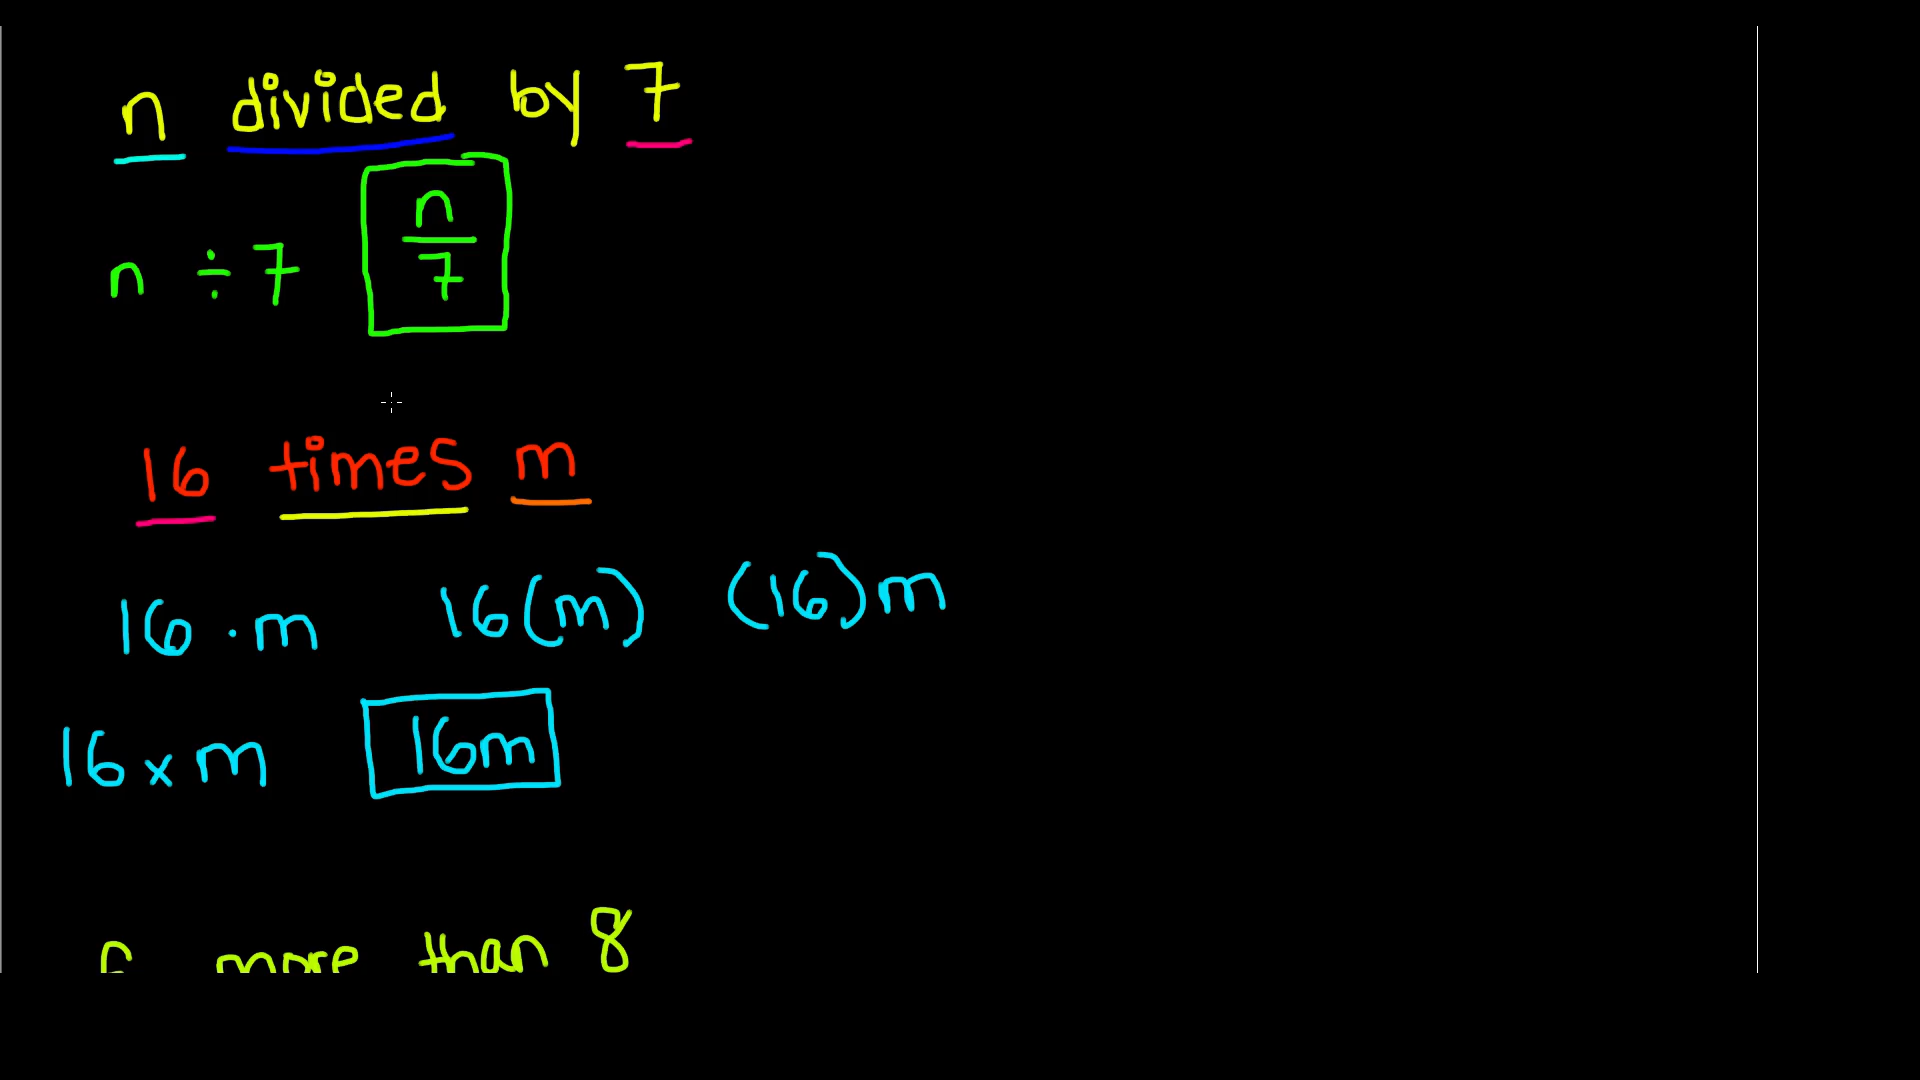 n divided by 7
n ÷ 7 n/7
16 times m
16 · m 16(m) (16)m
16 x m 16m
more than 8